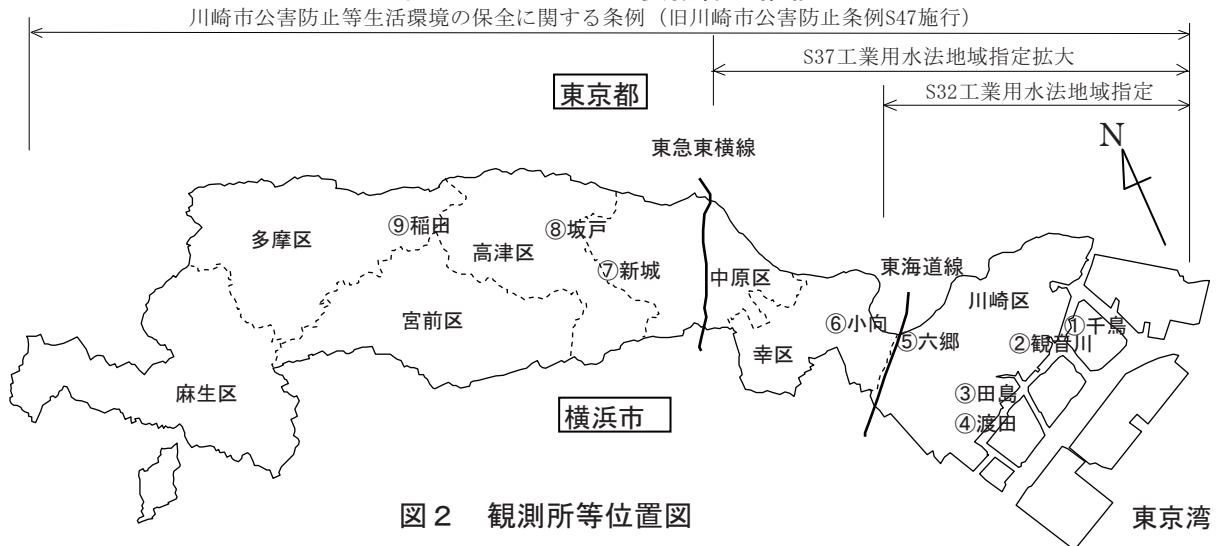 川崎市公害防止等生活環境の保全に関する条例（旧川崎市公害防止条例S47施行）
S37工業用水法地域指定拡大
S32工業用水法地域指定
東京都
N
東急東横線
⑨稲田
⑧坂戸
多摩区
高津区
⑦新城
中原区
東海道線
川崎区
宮前区
⑥小向
⑤六郷
①千鳥
②観音川
幸区
麻生区
③田島
④渡田
横浜市
図２　観測所等位置図
東京湾